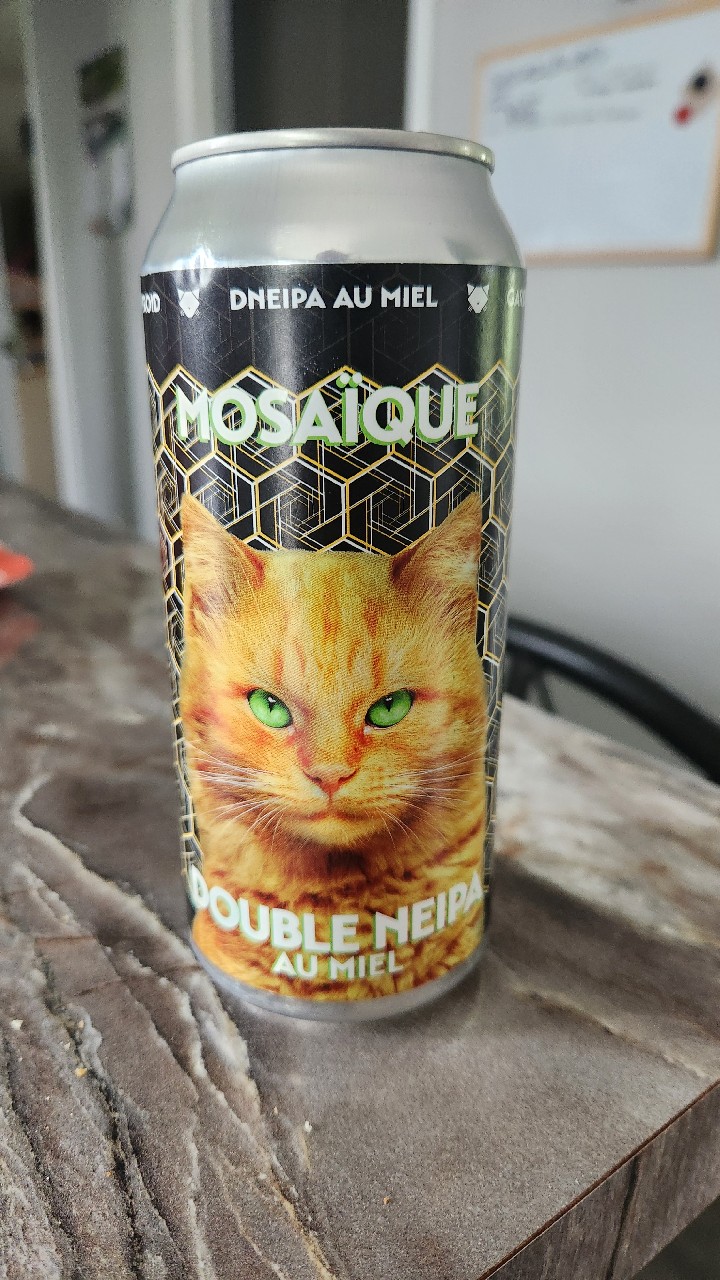 DNEIPA AU MIEL
MOSAÏQUE
DOUBLE NEIPA
AU MIEL